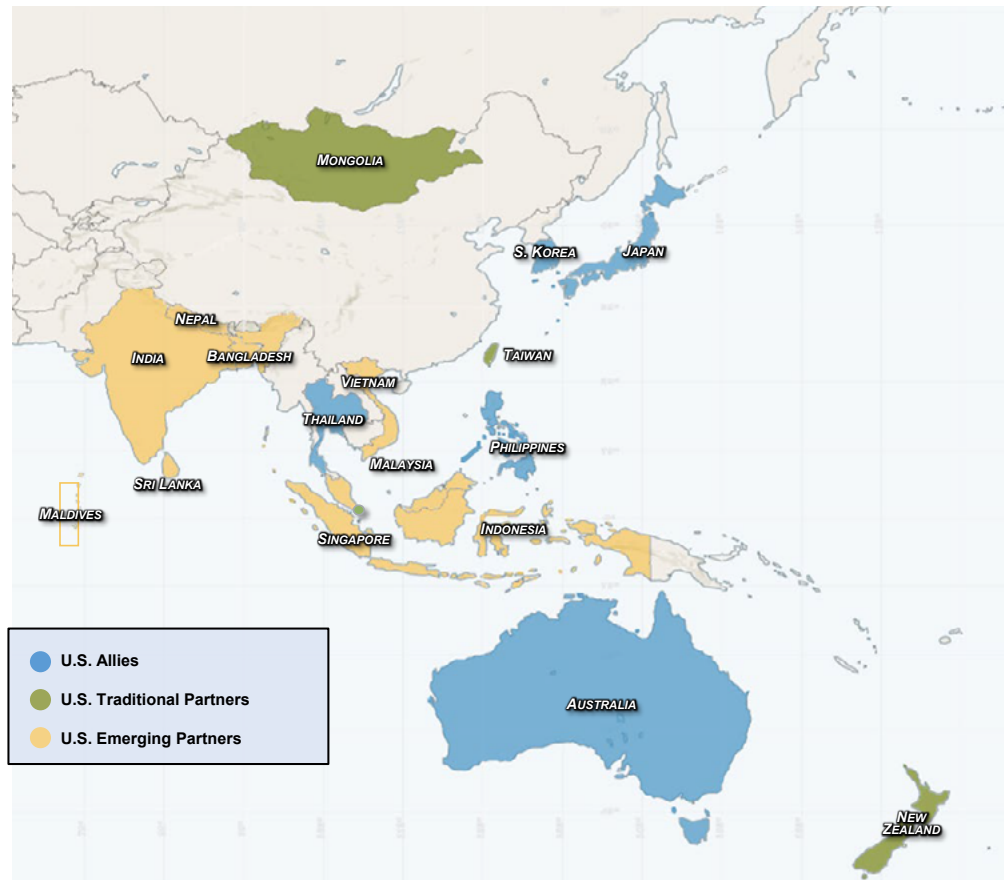 MONGOLIA
S. KOREA
JAPAN
NEPAL
INDIA
BANGLADESH
TAIWAN
VIETNAM
THAILAND
PHILIPPINES
MALAYSIA
SRI LANKA
MALDIVES
SINGAPORE
INDONESIA
U.S. Allies
U.S. Traditional Partners
U.S. Emerging Partners
AUSTRALIA
NEW
ZEALAND